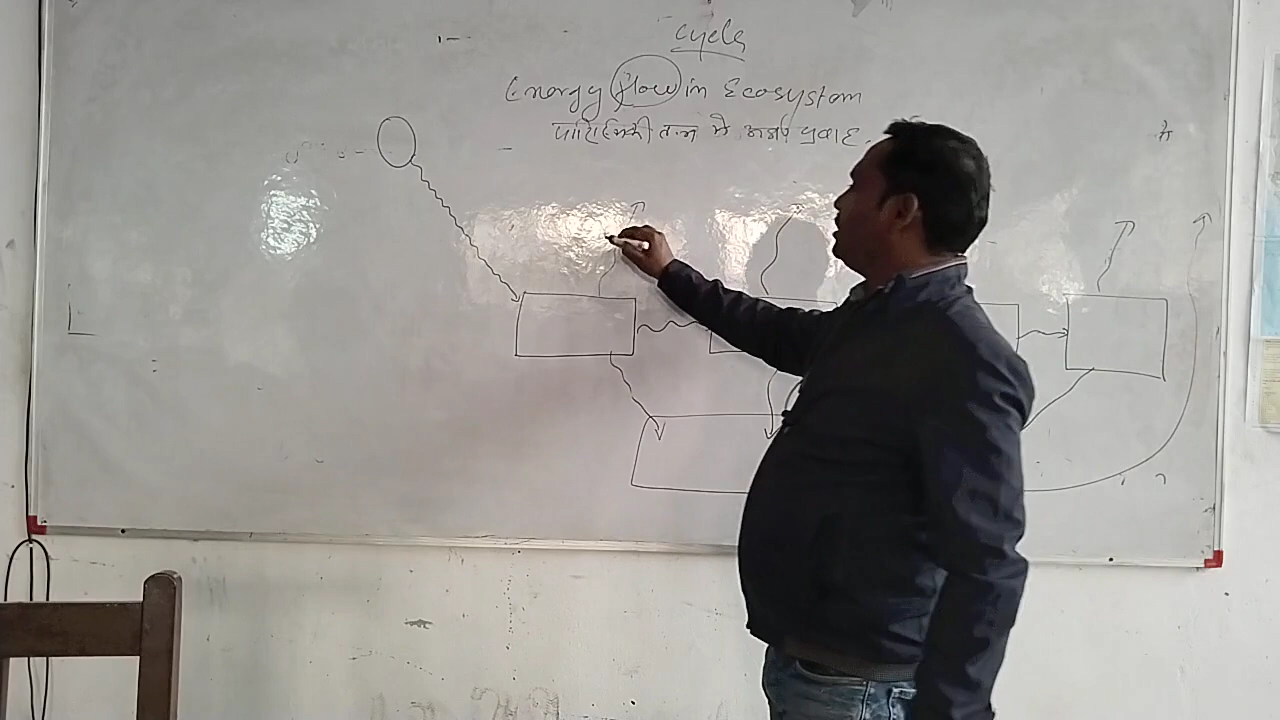 Cycle
Energy flow in Ecosystem
पारिस्थितिकी तन्त्र में ऊर्जा प्रवाह.
में